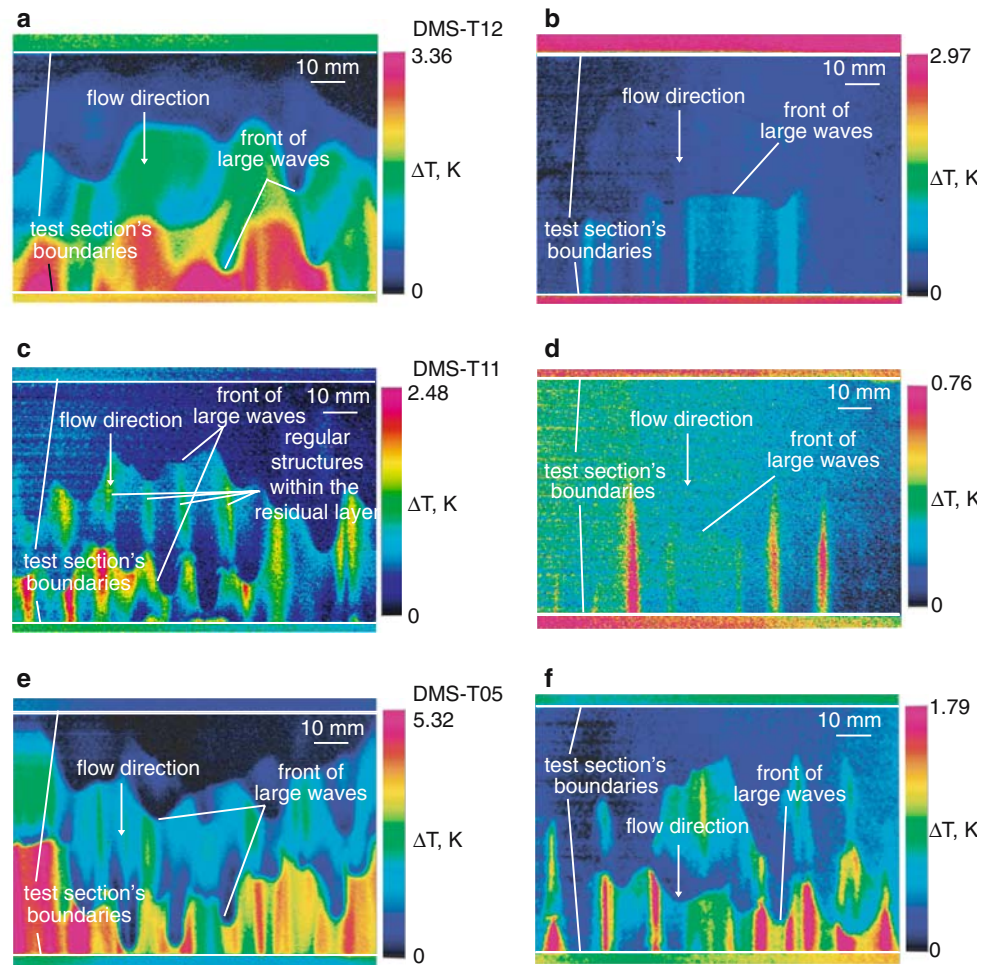 a
DMS-T12
3.36
10 mm
flow direction
front of
large waves
ΔT, K
test section's
boundaries
0
b
2.97
10 mm
flow direction
front of
large waves
ΔT, K
test section's
boundaries
0
c
DMS-T11
2.48
10 mm
front of
large waves
flow direction
regular
structures
within the
residual layer
ΔT, K
test section's
boundaries
0
d
0.76
10 mm
flow direction
front of
large waves
test section's
boundaries
ΔT, K
0
e
DMS-T05
5.32
10 mm
flow direction
front of
large waves
ΔT, K
test section's
boundaries
0
f
1.79
10 mm
test section's
boundaries
front of
large waves
flow direction
ΔT, K
0